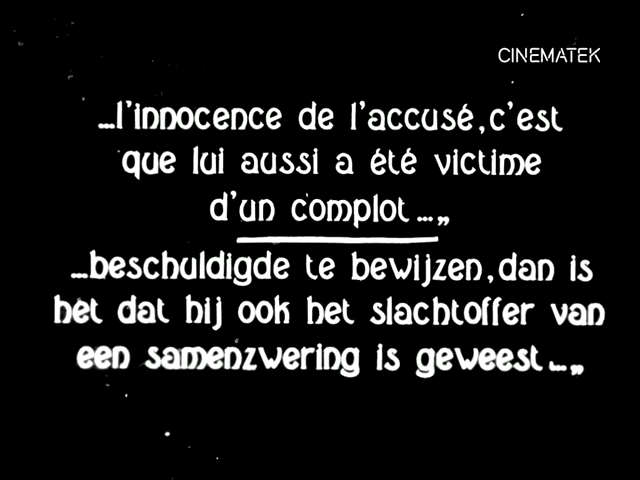 CINEMATEK
...l'innocence de l'accusé, c'est
que lui aussi a été victime
d'un complot...„
...beschuldigde te bewijzen, dan is
het dat hij ook het slachtoffer van
een samenzwering is geweest...„